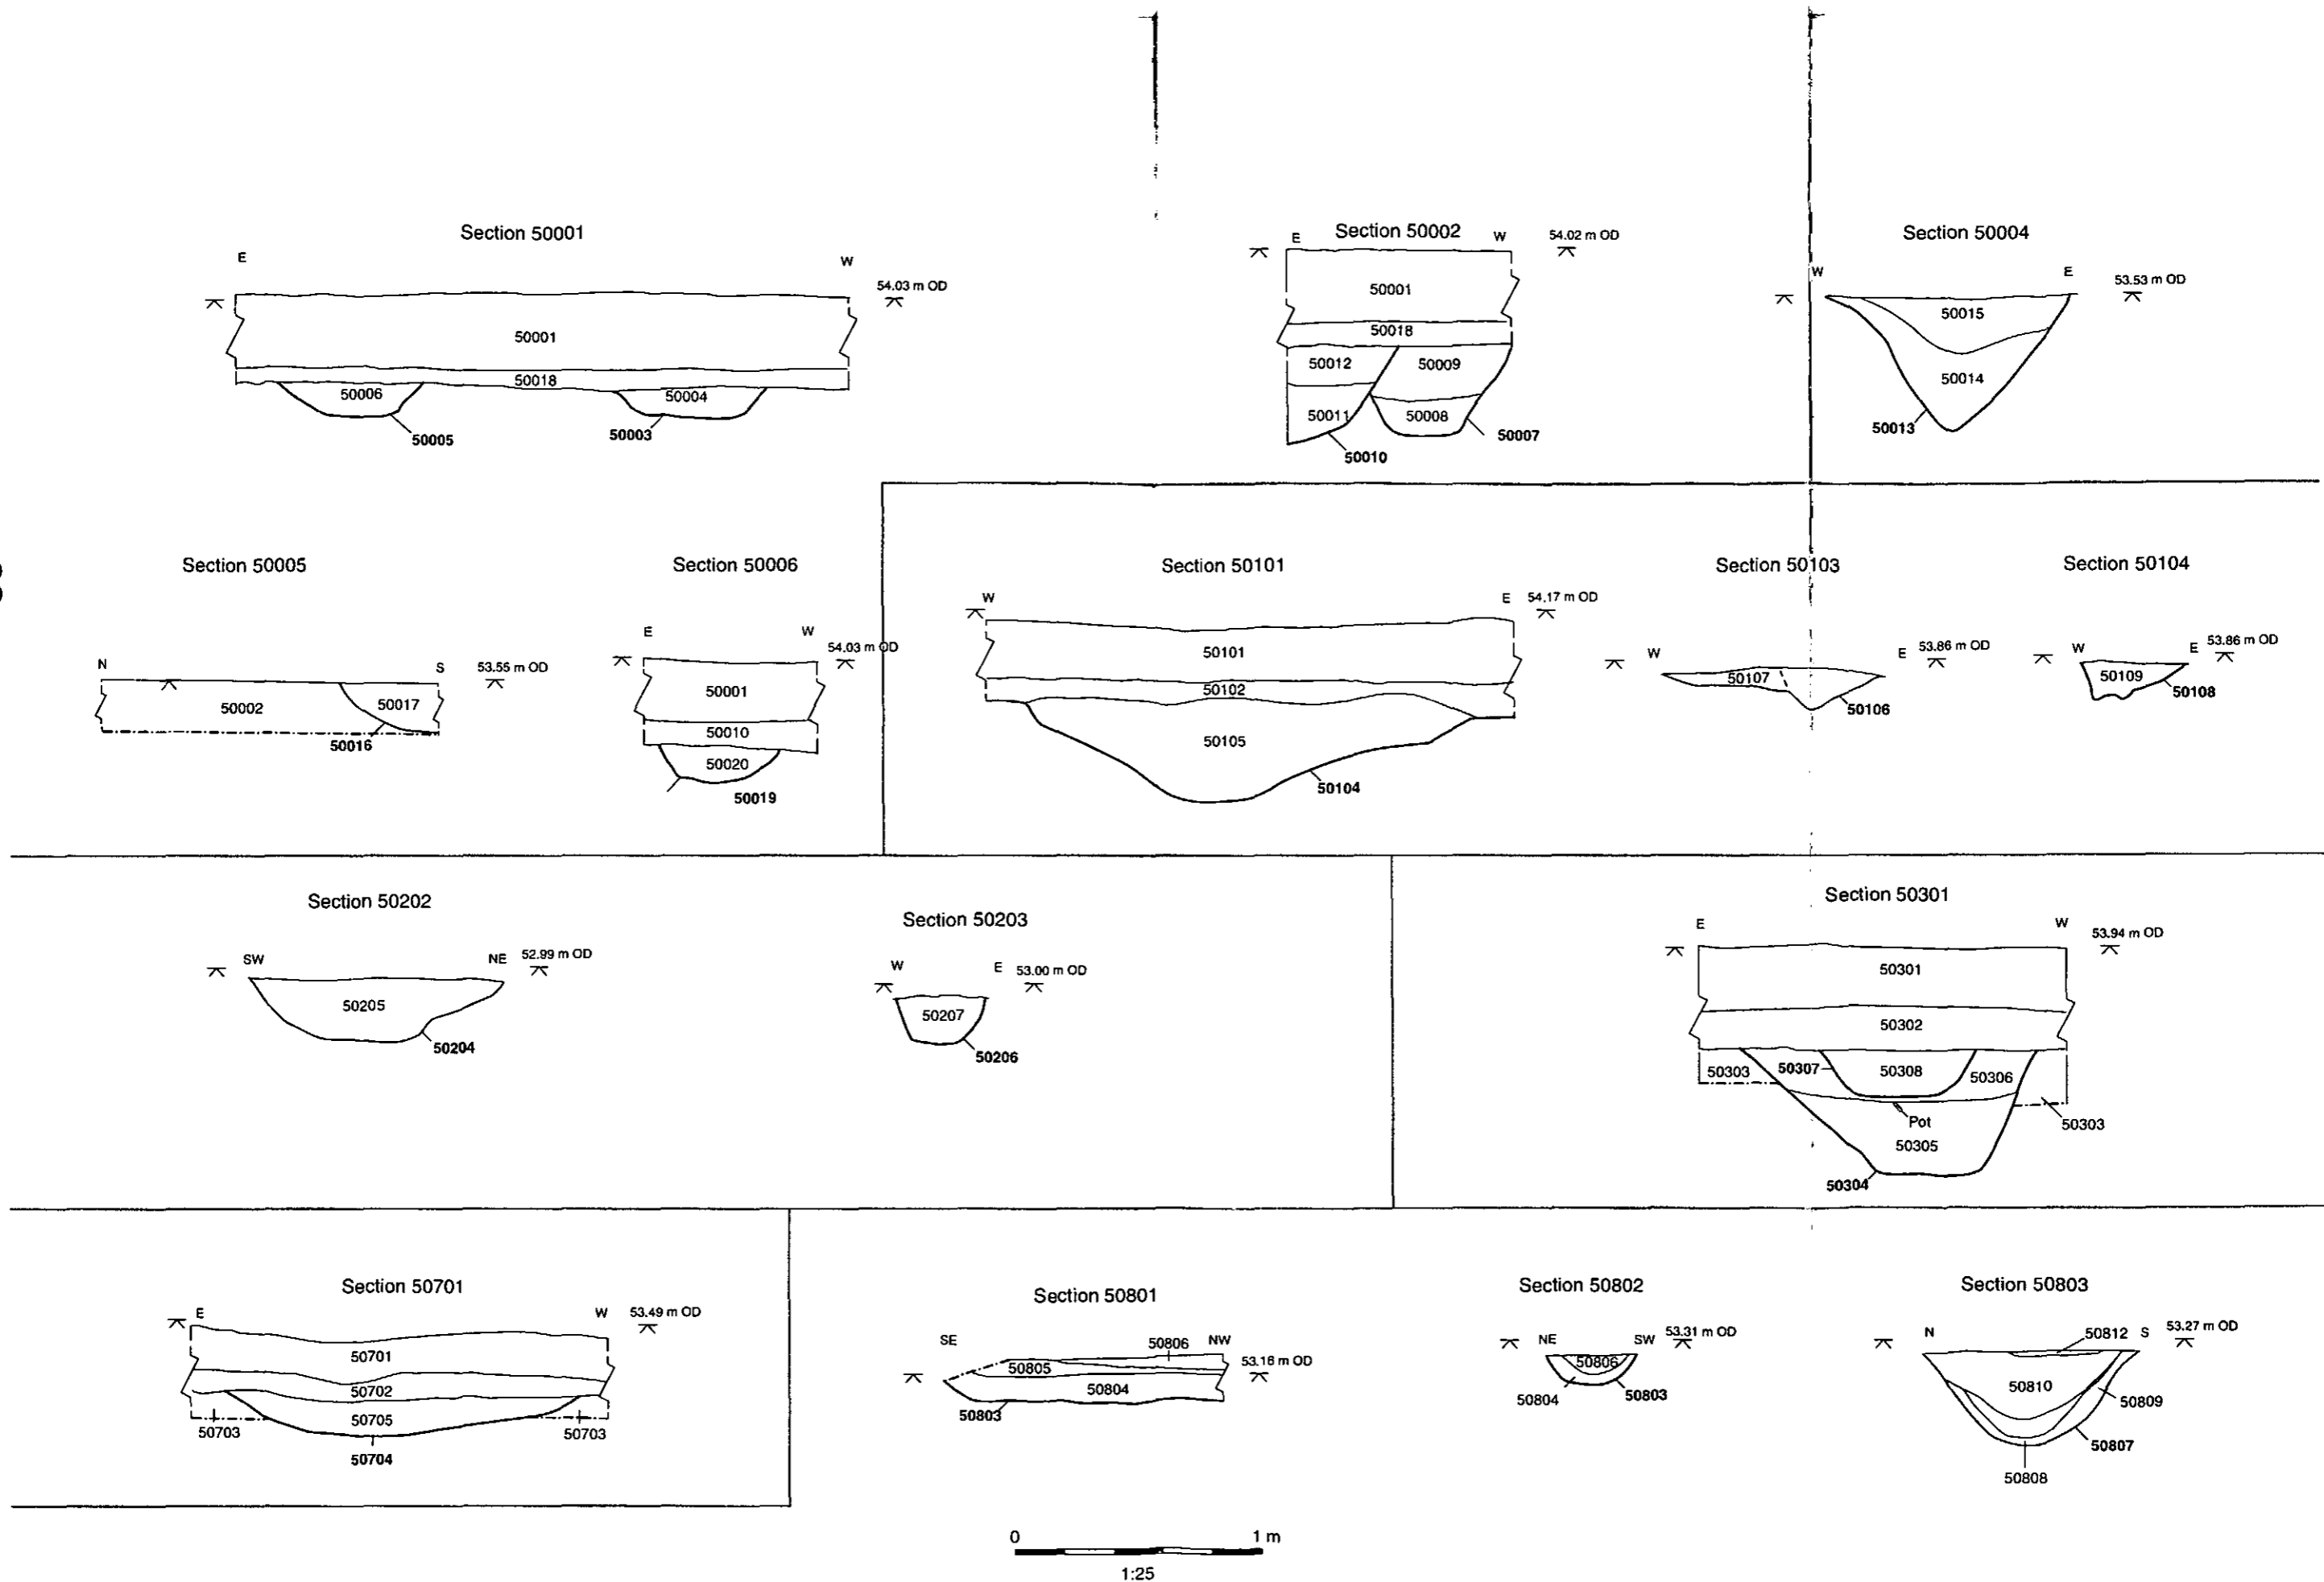 Section 50001
E
W
54.03 m OD
50001
50018
50006
50004
50005
50003
Section 50002
E
W
54.02 m OD
50001
50018
50012
50009
50011
50008
50007
50010
Section 50004
W
E
53.53 m OD
50015
50014
50013
Section 50005
N
S
53.55 m OD
50002
50017
50016
Section 50006
E
W
54.03 m OD
50001
50010
50020
50019
Section 50101
W
E
54.17 m OD
50101
50102
50105
50104
Section 50103
W
E
53.86 m OD
50107
50106
Section 50104
W
E
53.86 m OD
50109
50108
Section 50202
SW
NE
52.99 m OD
50205
50204
Section 50203
W
E
53.00 m OD
50207
50206
Section 50301
E
W
53.94 m OD
50301
50302
50303
50307
50308
50306
Pot
50303
50305
50304
Section 50701
E
W
53.49 m OD
50701
50702
50705
50703
50703
50704
Section 50801
SE
50806
NW
53.16 m OD
50805
50804
50803
Section 50802
NE
SW
53.31 m OD
50806
50804
50803
Section 50803
N
50812
S
53.27 m OD
50810
50809
50807
50808
0
1 m
1:25